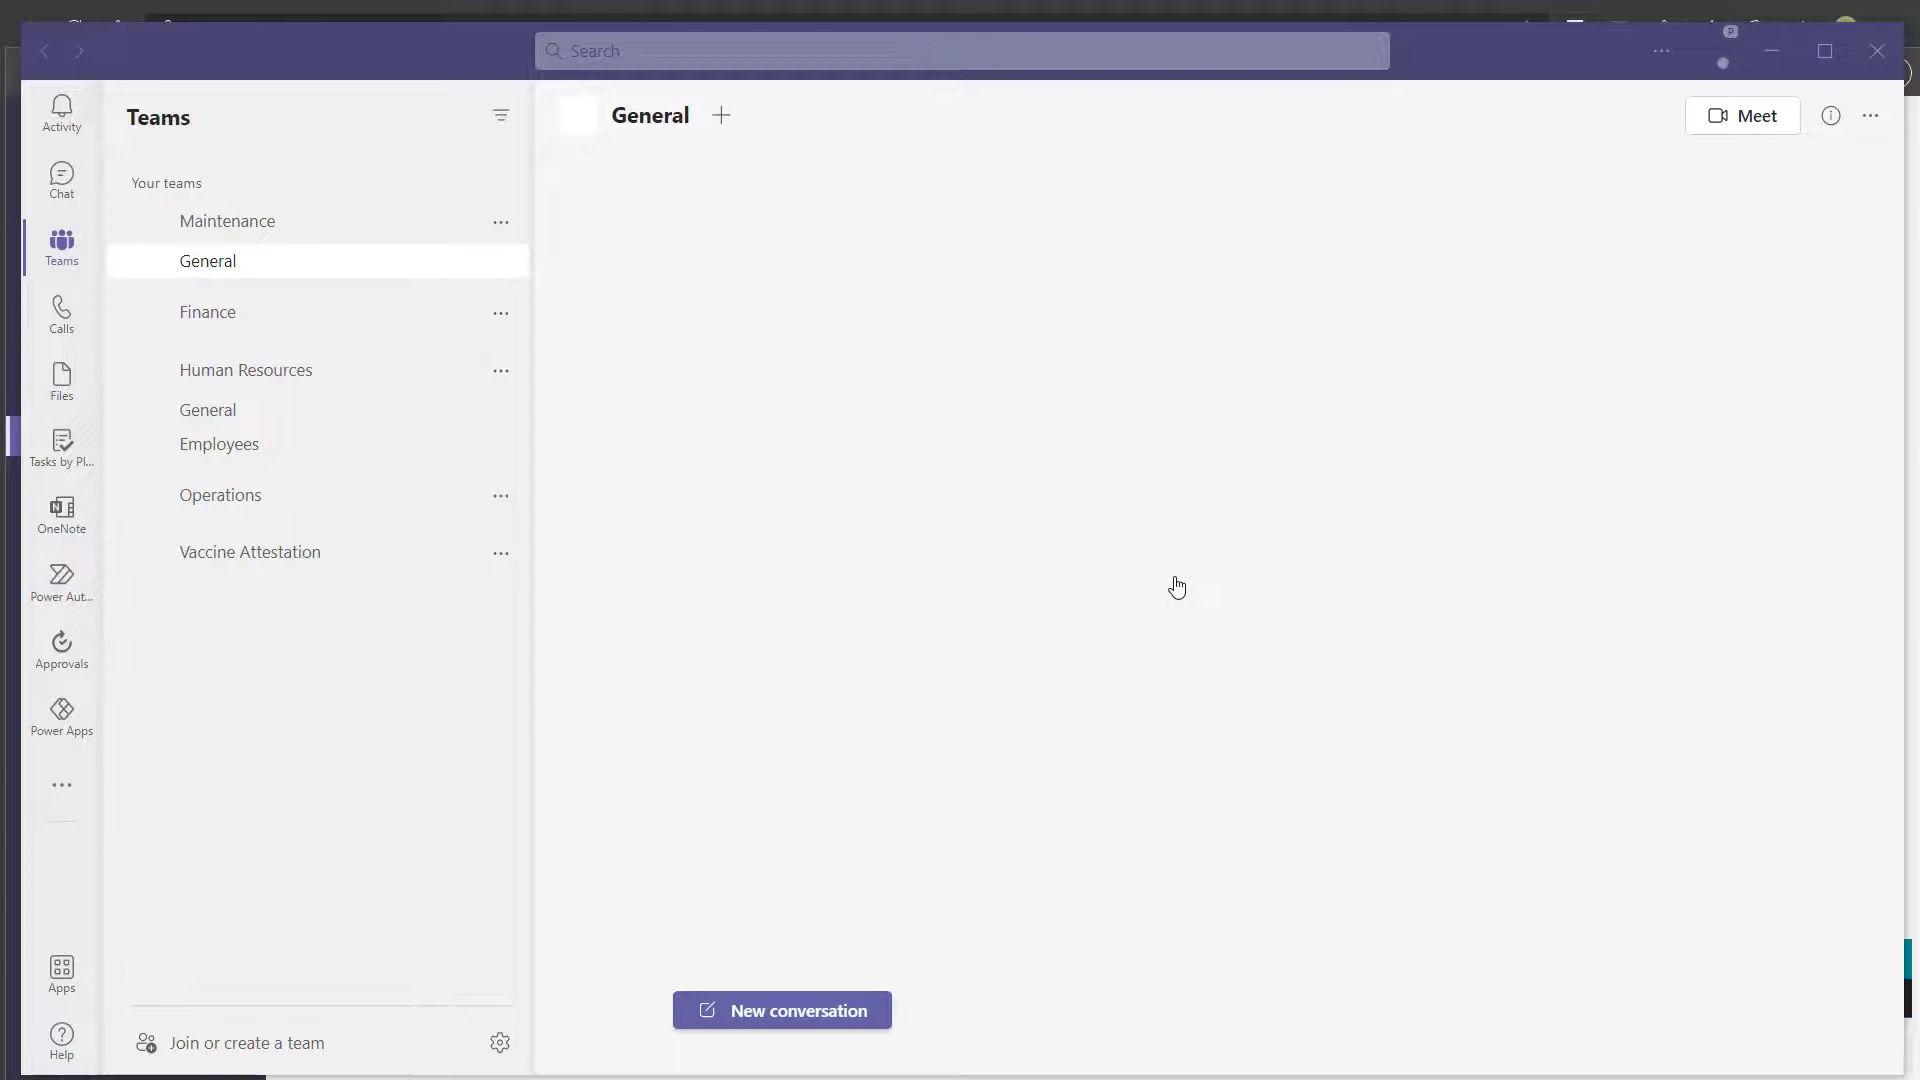 Search
P
Activity
Chat
Teams
Calls
Files
Tasks by Pl...
OneNote
Power Aut...
Approvals
Power Apps
Apps
Help
Teams
Your teams
Maintenance
General
Finance
Human Resources
General
Employees
Operations
Vaccine Attestation
Join or create a team
General
Meet
New conversation